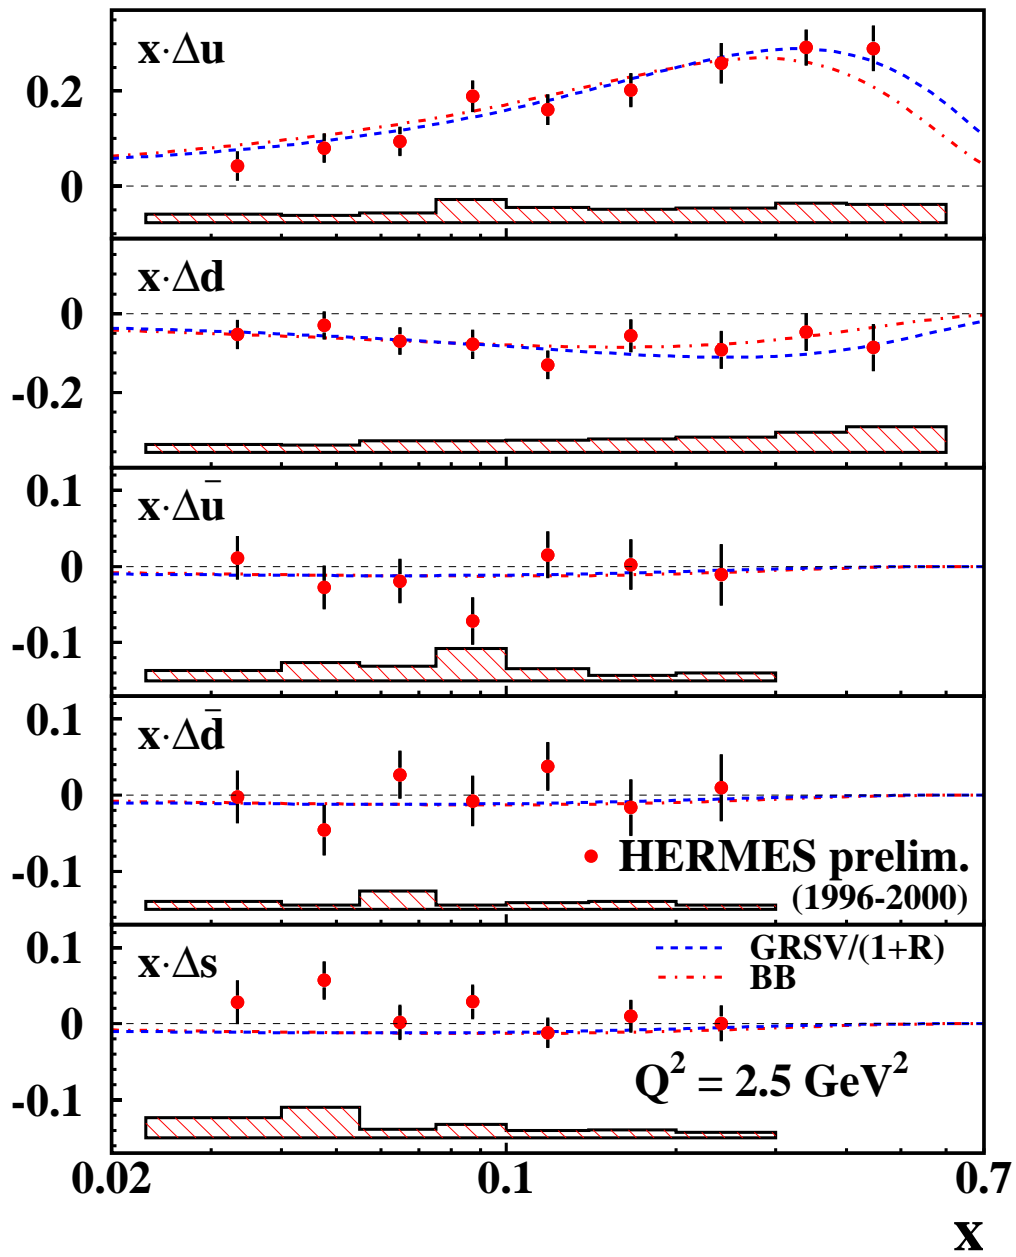 x·Δu
0.2
0
x·Δd
0
-0.2
0.1
x·Δū
0
-0.1
0.1
x·Δd̄
0
HERMES prelim.
-0.1
(1996-2000)
0.1
GRSV/(1+R)
x·Δs
BB
0
Q² = 2.5 GeV²
-0.1
0.02 0.1 0.7
x